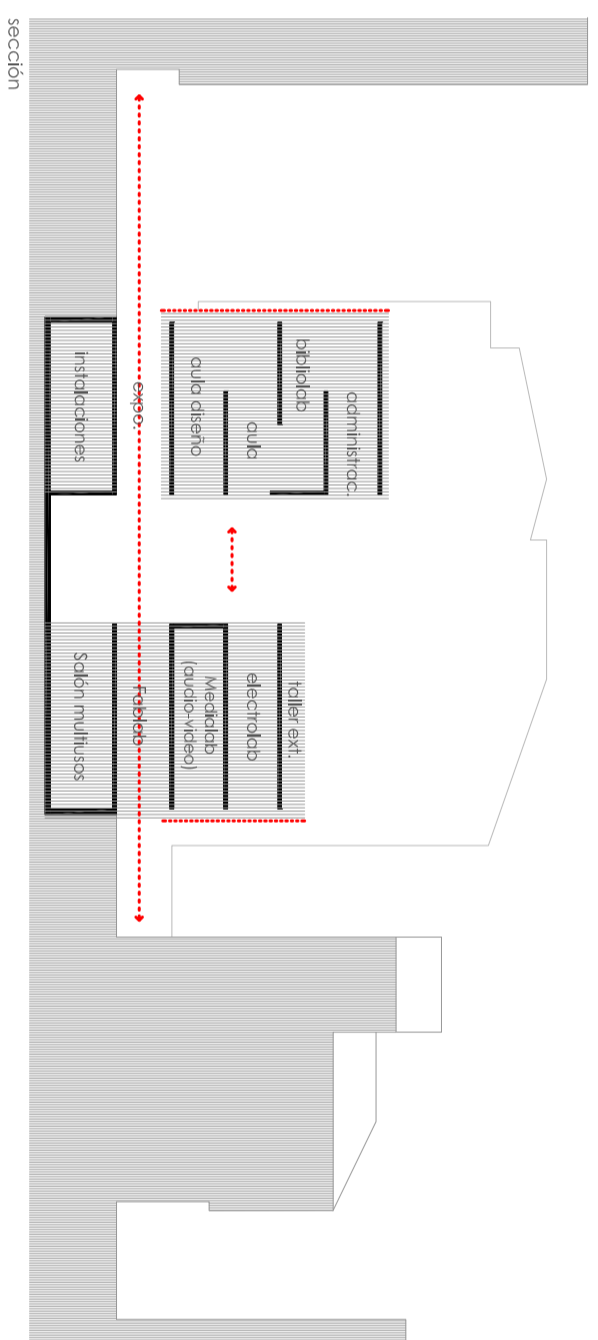 administrac.
bibliolab
aula
aula diseño
expo.
instalaciones
taller ext.
electrolab
Medialab
(audio-video)
Fablab
Salón multiusos
sección